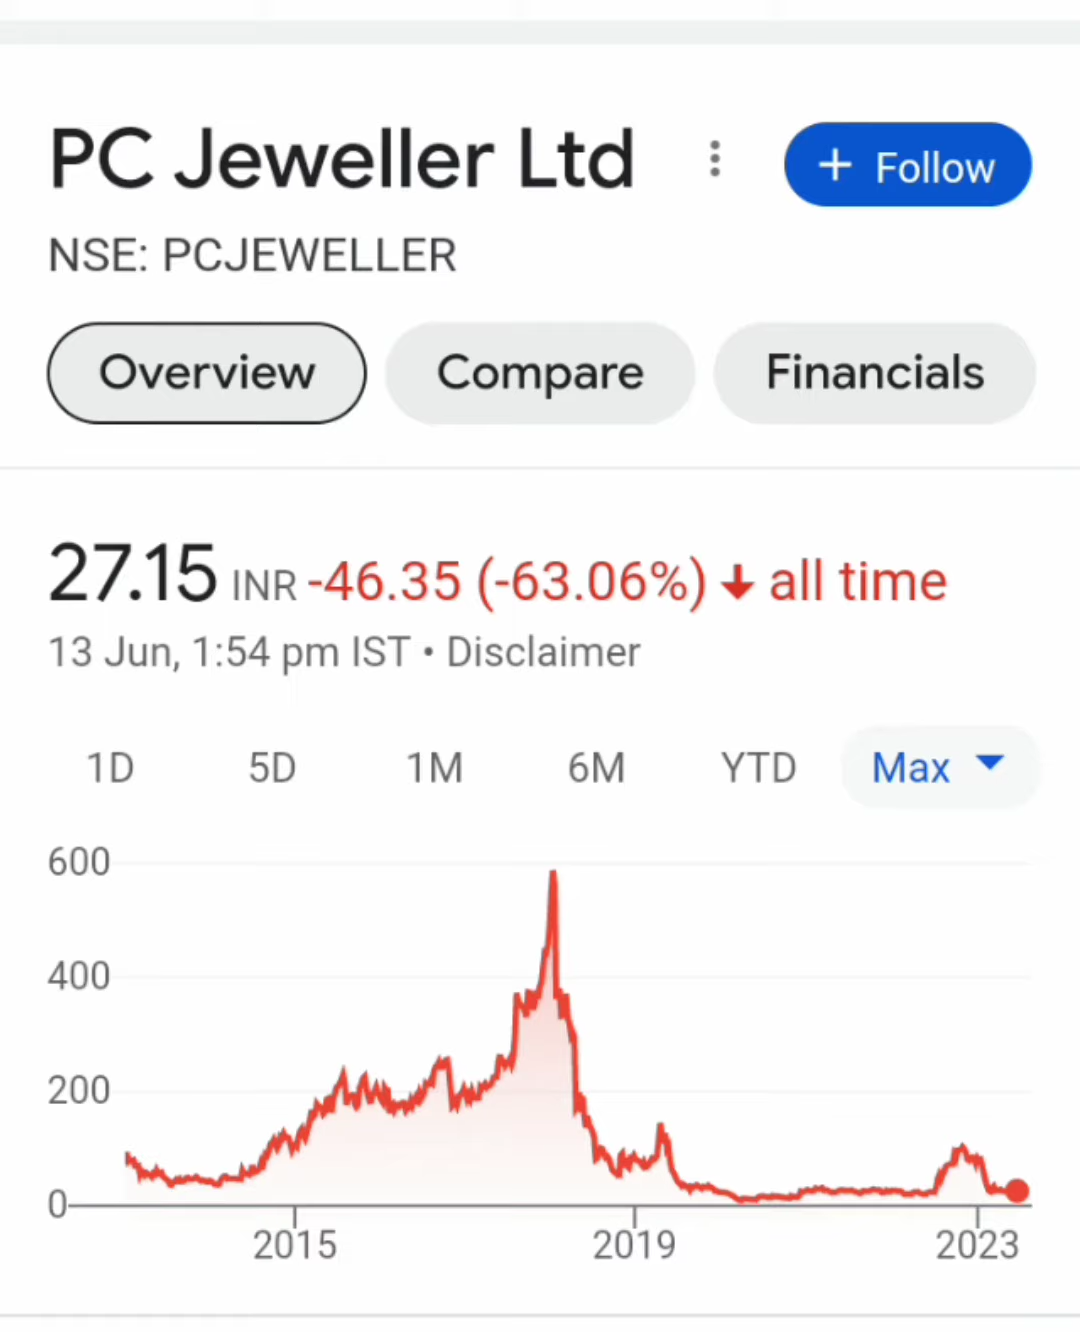 PC Jeweller Ltd
+ Follow
NSE: PCJEWELLER
Overview Compare Financials
27.15 INR -46.35 (-63.06%) ↓ all time
13 Jun, 1:54 pm IST • Disclaimer
1D 5D 1M 6M YTD Max
600
400
200
0
2015 2019 2023